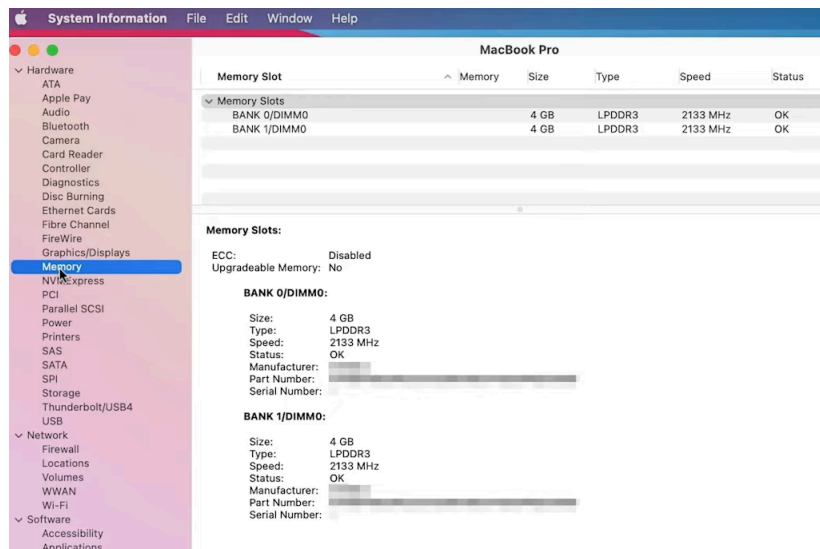 System Information File Edit Window Help
MacBook Pro
Hardware
ATA
Apple Pay
Audio
Bluetooth
Camera
Card Reader
Controller
Diagnostics
Disc Burning
Ethernet Cards
Fibre Channel
FireWire
Graphics/Displays
Memory
NVMExpress
PCI
Parallel SCSI
Power
Printers
SAS
SATA
SPI
Storage
Thunderbolt/USB4
USB
Network
Firewall
Locations
Volumes
WWAN
Wi-Fi
Software
Accessibility
Applications
Memory Slot Memory Size Type Speed Status
Memory Slots
BANK 0/DIMM0 4 GB LPDDR3 2133 MHz OK
BANK 1/DIMM0 4 GB LPDDR3 2133 MHz OK
Memory Slots:
ECC: Disabled
Upgradeable Memory: No
BANK 0/DIMM0:
Size: 4 GB
Type: LPDDR3
Speed: 2133 MHz
Status: OK
Manufacturer:
Part Number:
Serial Number:
BANK 1/DIMM0:
Size: 4 GB
Type: LPDDR3
Speed: 2133 MHz
Status: OK
Manufacturer:
Part Number:
Serial Number: